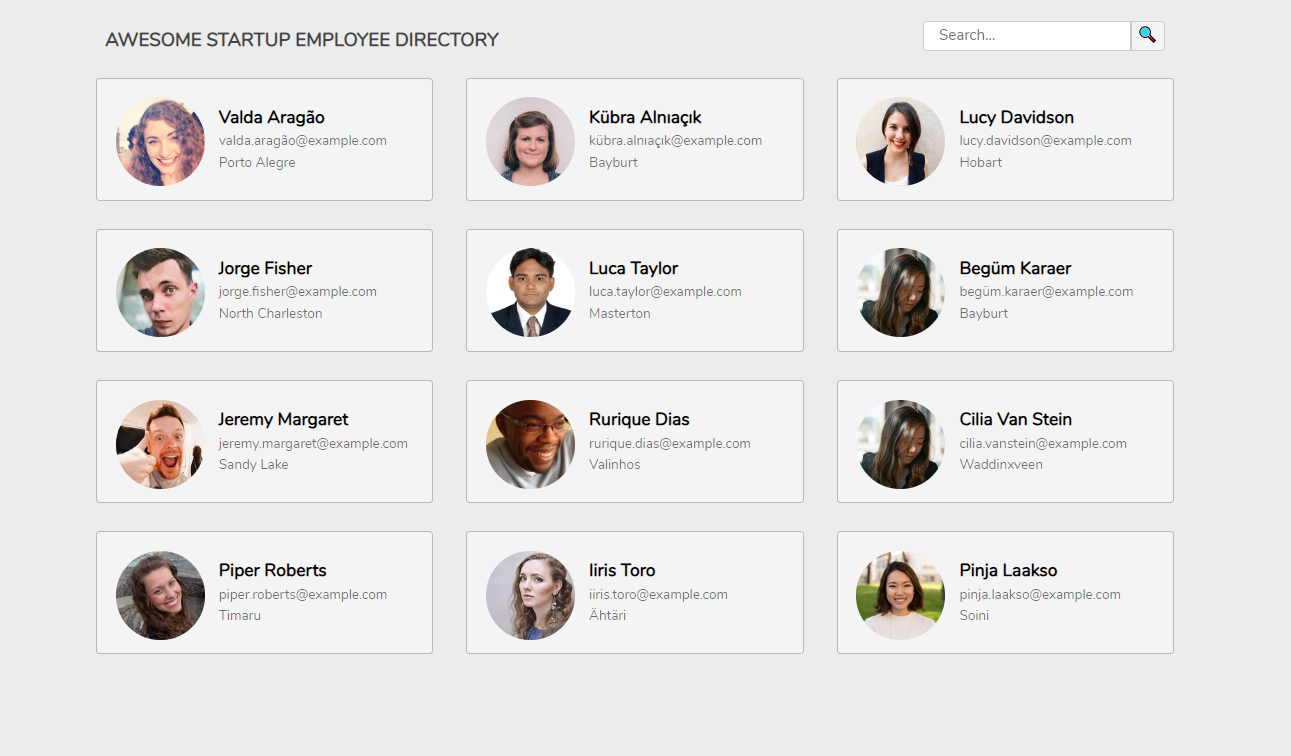 AWESOME STARTUP EMPLOYEE DIRECTORY
Search...
Valda Aragão
valda.aragão@example.com
Porto Alegre
Kübra Alnıaçık
kübra.alnıaçık@example.com
Bayburt
Lucy Davidson
lucy.davidson@example.com
Hobart
Jorge Fisher
jorge.fisher@example.com
North Charleston
Luca Taylor
luca.taylor@example.com
Masterton
Begüm Karaer
begüm.karaer@example.com
Bayburt
Jeremy Margaret
jeremy.margaret@example.com
Sandy Lake
Rurique Dias
rurique.dias@example.com
Valinhos
Cilia Van Stein
cilia.vanstein@example.com
Waddinxveen
Piper Roberts
piper.roberts@example.com
Timaru
Iiris Toro
iiris.toro@example.com
Ähtäri
Pinja Laakso
pinja.laakso@example.com
Soini